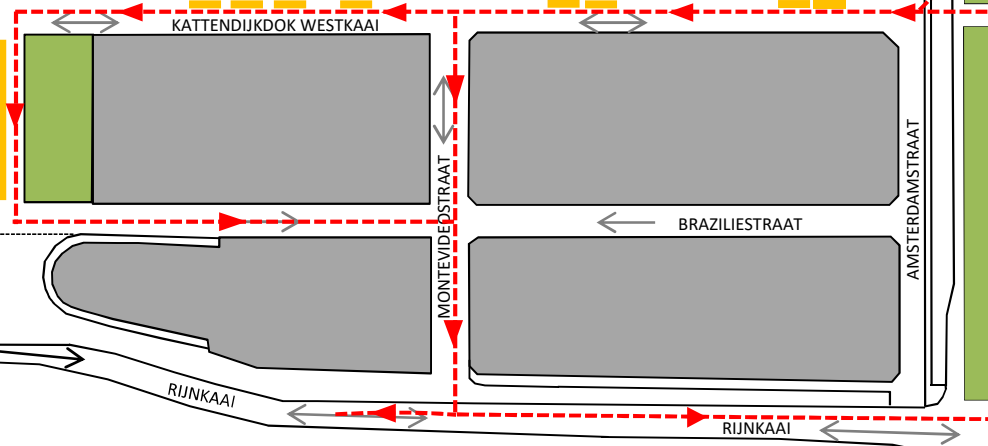 KATTENDIJKDOK WESTKAAI
MONTEVIDEOSTRAAT
AMSTERDAMSTRAAT
BRAZILIESTRAAT
RIJNKAAI
RIJNKAAI